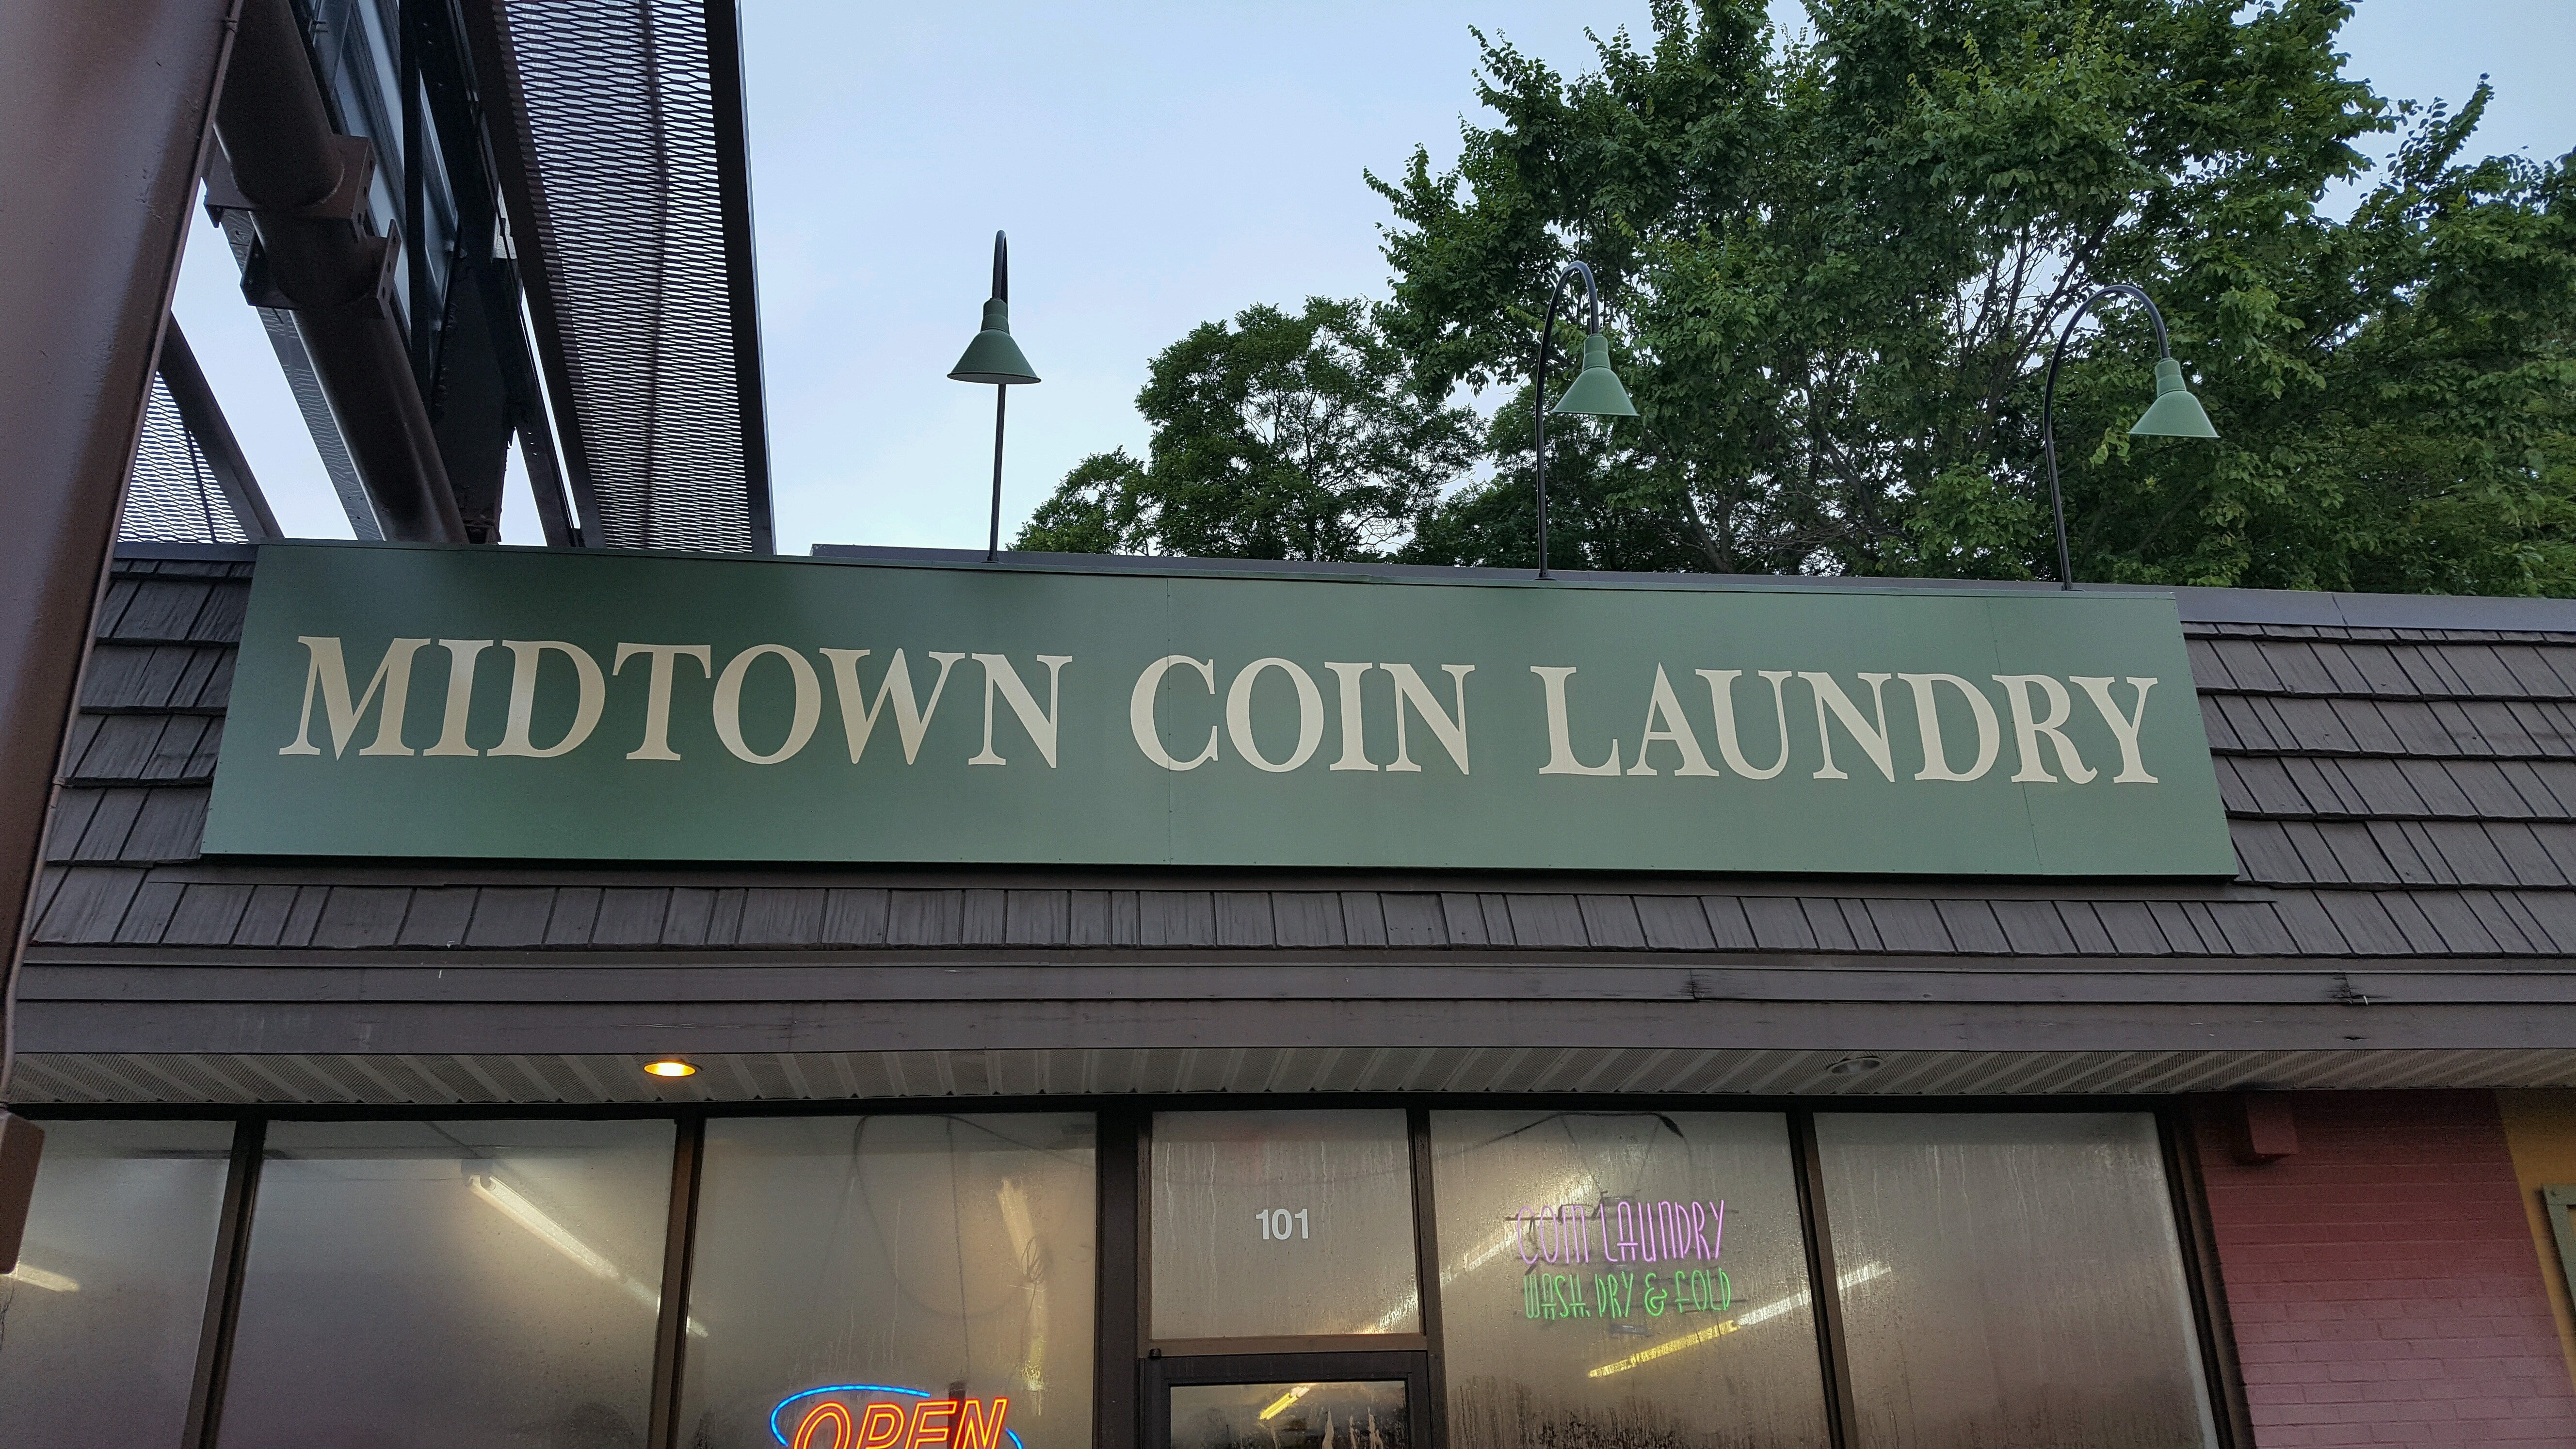 MIDTOWN COIN LAUNDRY
101
COIN LAUNDRY
WASH, DRY & FOLD
OPEN